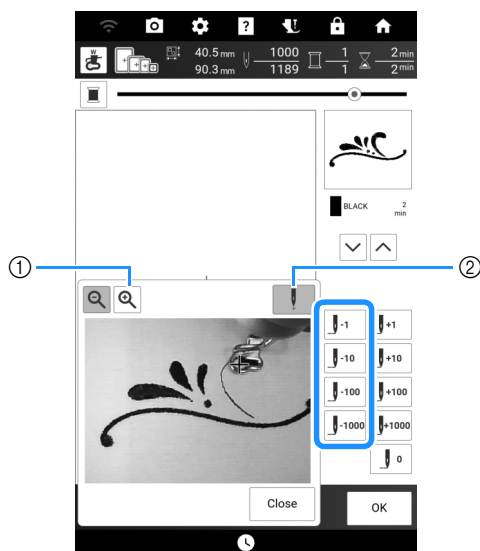 ?
W
40.5 mm 1000 1 2 min
90.3 mm 1189 1 2 min
BLACK 2 min
① ②
-1 +1
-10 +10
-100 +100
-1000 +1000
0
Close OK